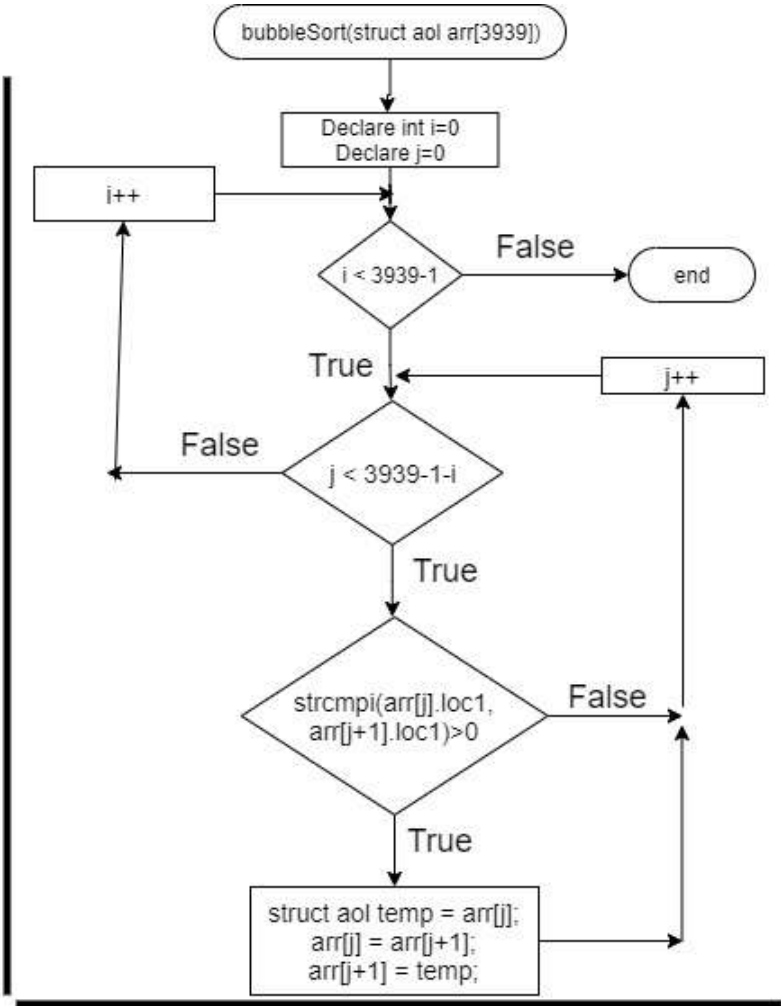 bubbleSort(struct aol arr[3939])
Declare int i=0
Declare j=0
i++
i < 3939-1
False
end
True
j++
False
j < 3939-1-i
True
strcmpi(arr[j].loc1,
arr[j+1].loc1)>0
False
True
struct aol temp = arr[j];
arr[j] = arr[j+1];
arr[j+1] = temp;